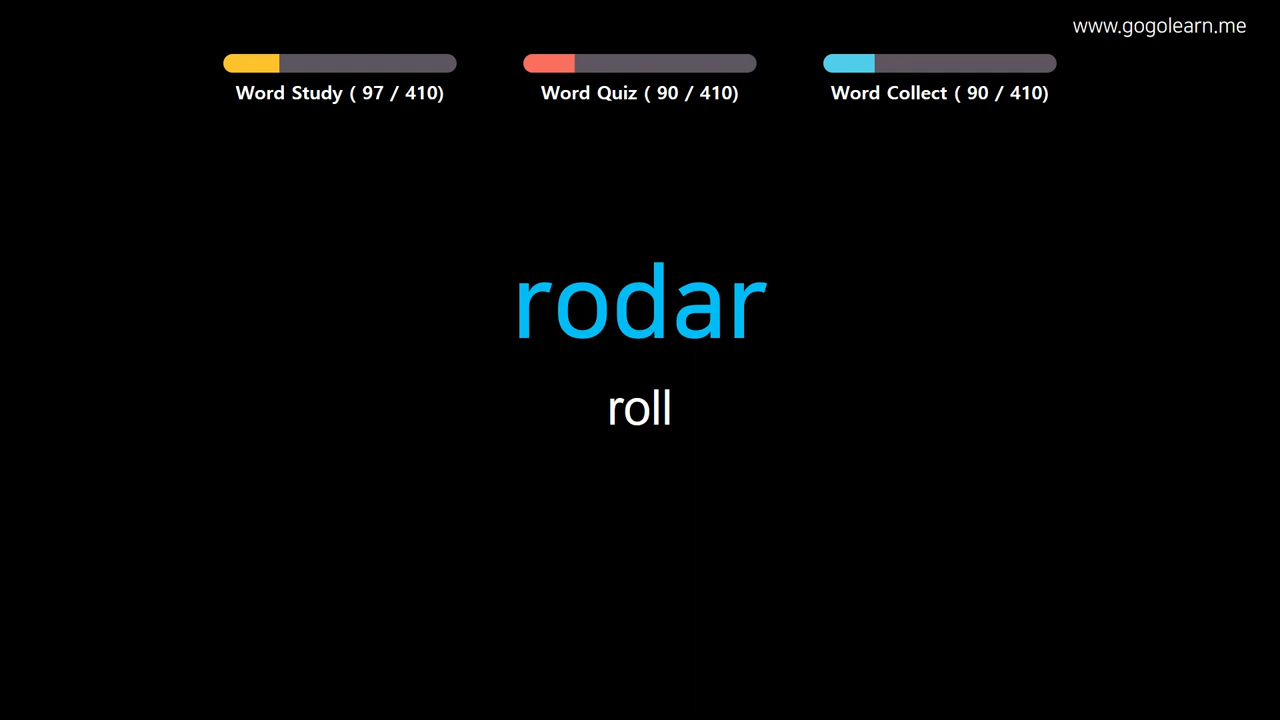 www.gogolearn.me
Word Study ( 97 / 410)
Word Quiz ( 90 / 410)
Word Collect ( 90 / 410)
rodar
roll